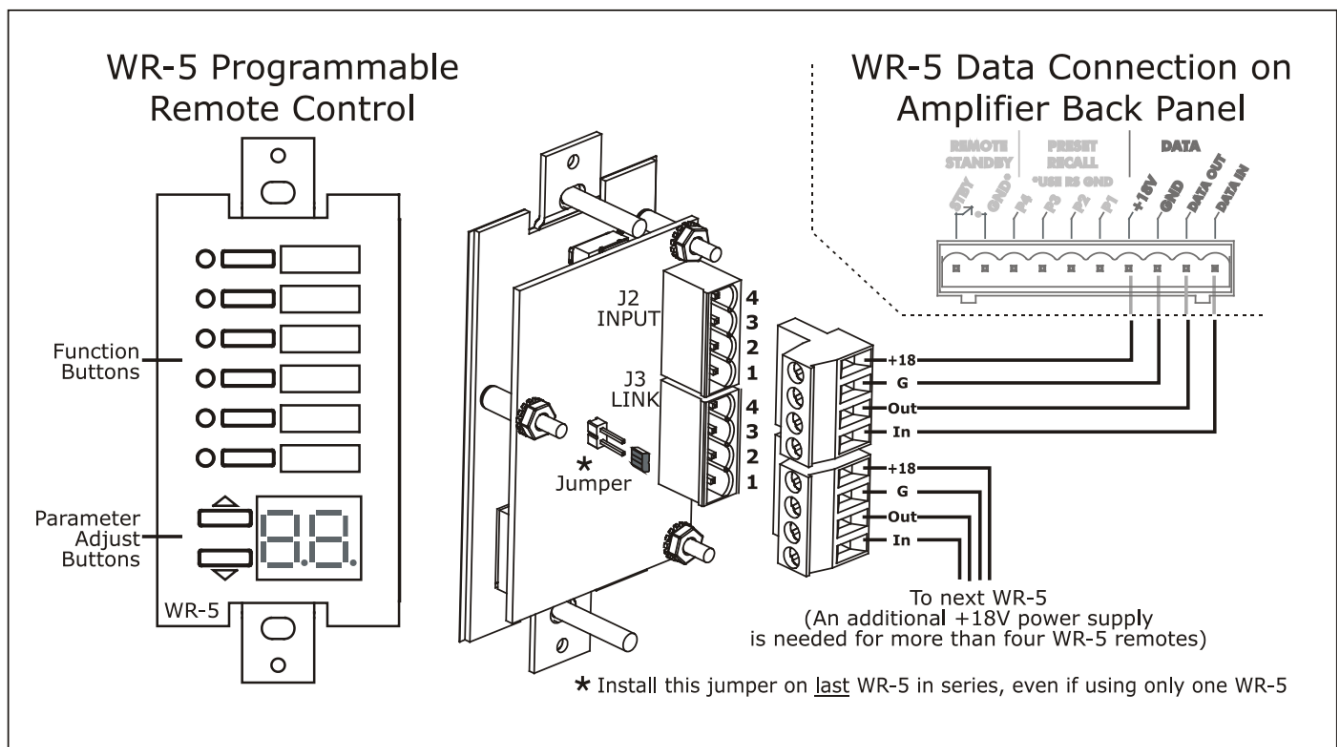 WR-5 Programmable
Remote Control
WR-5 Data Connection on
Amplifier Back Panel
REMOTE
STANDBY
PRESET
RECALL
*USE RS GND
DATA
STBY
GND*
P4
P3
P2
P1
+18V
GND
DATA OUT
DATA IN
Function
Buttons
Parameter
Adjust
Buttons
8.8.
WR-5
J2
INPUT
4
3
2
1
J3
LINK
4
3
2
1
* Jumper
+18
G
Out
In
+18
G
Out
In
To next WR-5
(An additional +18V power supply
is needed for more than four WR-5 remotes)
* Install this jumper on last WR-5 in series, even if using only one WR-5